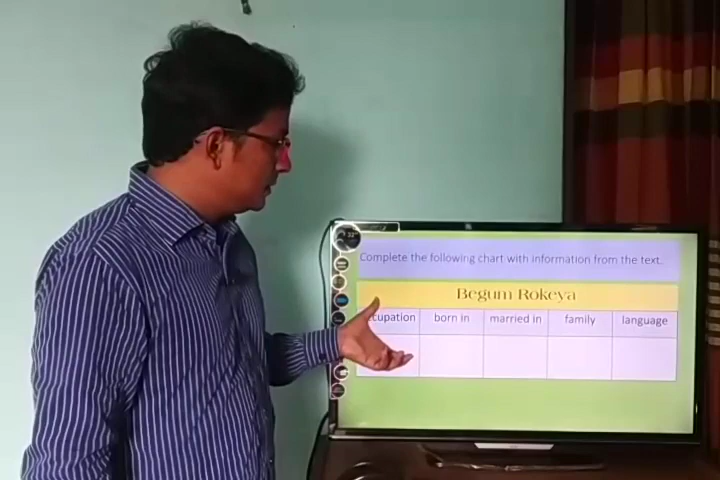 Complete the following chart with information from the text.
Begum Rokeya
cupation born in married in family language